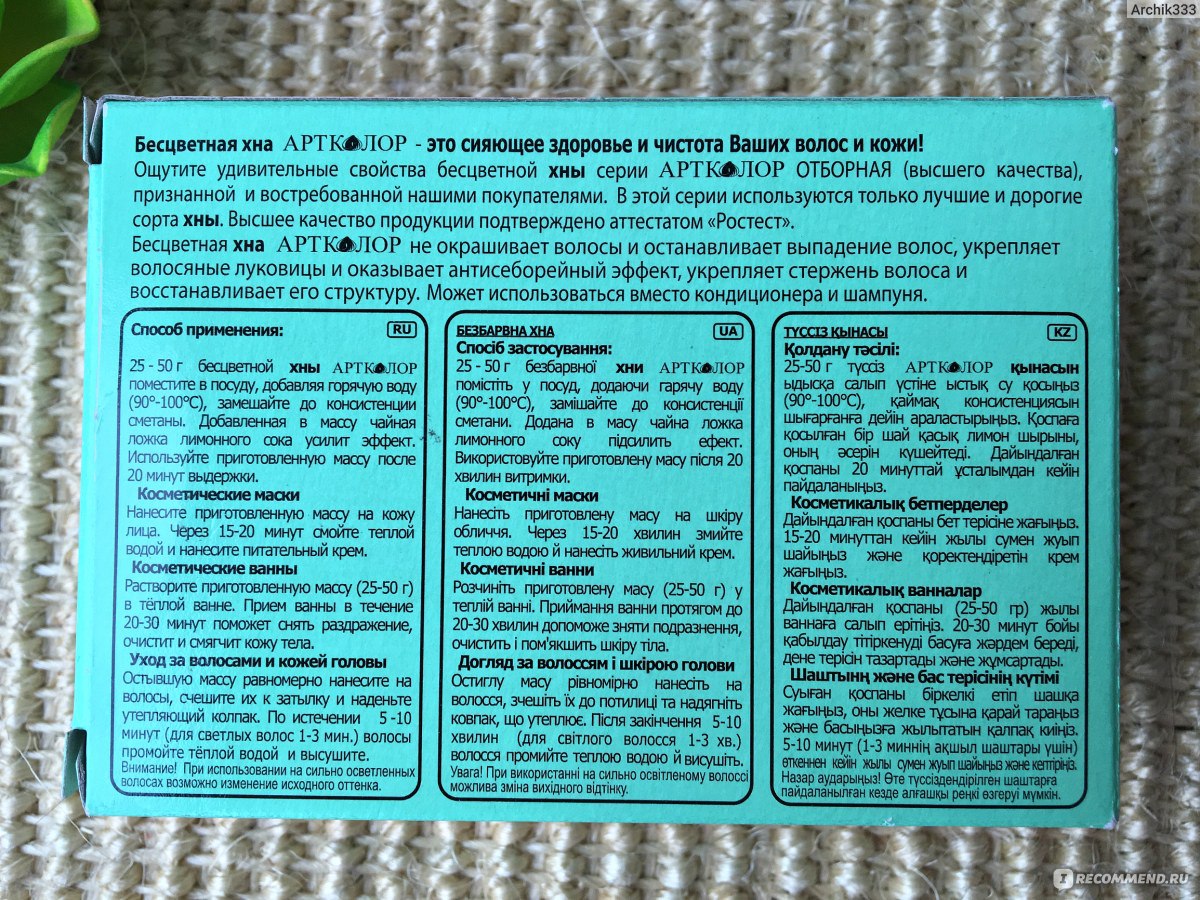 Archik333
Бесцветная хна АРТКОЛОР - это сияющее здоровье и чистота Ваших волос и кожи!
Ощутите удивительные свойства бесцветной хны серии АРТКОЛОР ОТБОРНАЯ (высшего качества),
признанной и востребованной нашими покупателями. В этой серии используются только лучшие и дорогие
сорта хны. Высшее качество продукции подтверждено аттестатом «Ростест».
Бесцветная хна АРТКОЛОР не окрашивает волосы и останавливает выпадение волос, укрепляет
волосяные луковицы и оказывает антисеборейный эффект, укрепляет стержень волоса и
восстанавливает его структуру. Может использоваться вместо кондиционера и шампуня.
Способ применения: RU
25 - 50 г бесцветной хны АРТКОЛОР
поместите в посуду, добавляя горячую воду
(90°-100°C), замешайте до консистенции
сметаны. Добавленная в массу чайная
ложка лимонного сока усилит эффект.
Используйте приготовленную массу после
20 минут выдержки.
Косметические маски
Нанесите приготовленную массу на кожу
лица. Через 15-20 минут смойте теплой
водой и нанесите питательный крем.
Косметические ванны
Растворите приготовленную массу (25-50 г)
в тёплой ванне. Прием ванны в течение
20-30 минут поможет снять раздражение,
очистит и смягчит кожу тела.
Уход за волосами и кожей головы
Остывшую массу равномерно нанесите на
волосы, счешите их к затылку и наденьте
утепляющий колпак. По истечении 5 -10
минут (для светлых волос 1-3 мин.) волосы
промойте тёплой водой и высушите.
Внимание! При использовании на сильно осветленных
волосах возможно изменение исходного оттенка.
БЕЗБАРВНА ХНА UA
Спосіб застосування:
25 - 50 г безбарвної хни АРТКОЛОР
помістіть у посуд, додаючи гарячу воду
(90°-100°C), замішайте до консистенції
сметани. Додана в масу чайна ложка
лимонного соку підсилить ефект.
Використовуйте приготовлену масу після 20
хвилин витримки.
Косметичні маски
Нанесіть приготовлену масу на шкіру
обличчя. Через 15-20 хвилин змийте
теплою водою й нанесіть живильний крем.
Косметичні ванни
Розчиніть приготовлену масу (25-50 г) у
теплій ванні. Приймання ванни протягом до
20-30 хвилин допоможе зняти подразнення,
очистить і пом'якшить шкіру тіла.
Догляд за волоссям і шкірою голови
Остиглу масу рівномірно нанесіть на
волосся, зчешіть їх до потилиці та надягніть
ковпак, що утеплює. Після закінчення 5-10
хвилин (для світлого волосся 1-3 хв.)
волосся промийте теплою водою й висушіть.
Увага! При використанні на сильно освітленому волоссі
можлива зміна вихідного відтінку.
ТҮССІЗ ҚЫНАСЫ KZ
Қолдану тәсілі:
25-50 г түссіз АРТКОЛОР қынасын
ыдысқа салып үстіне ыстық су қосыңыз
(90°-100°C), қаймақ консистенциясын
шығарғанға дейін араластырыңыз. Қоспаға
қосылған бір шай қасық лимон шырыны,
оның әсерін күшейтеді. Дайындалған
қоспаны 20 минуттай ұсталымдан кейін
пайдаланыңыз.
Косметикалық бетперделер
Дайындалған қоспаны бет терісіне жағыңыз.
15-20 минуттан кейін жылы сумен жуып
шайыңыз және қоректендіретін крем
жағыңыз.
Косметикалық ванналар
Дайындалған қоспаны (25-50 гр) жылы
ваннаға салып ерітіңіз. 20-30 минут бойы
қабылдау тітіркенуді басуға жәрдем береді,
дене терісін тазартады және жұмсартады.
Шаштынң және бас терісінің күтімі
Суыған қоспаны біркелкі етіп шашқа
жағыңыз, оны желке тұсына қарай тараңыз
және басыңызға жылытатын қалпақ киіңіз.
5-10 минут (1-3 миннің ақшыл шаштары үшін)
өткеннен кейін жылы сумен жуып шайыңыз және кептіріңіз.
Назар аударыңыз! Өте түссіздендірілген шаштарға
пайдаланылған кезде алғашқы реңкі өзгеруі мүмкін.
I RECOMMEND.RU